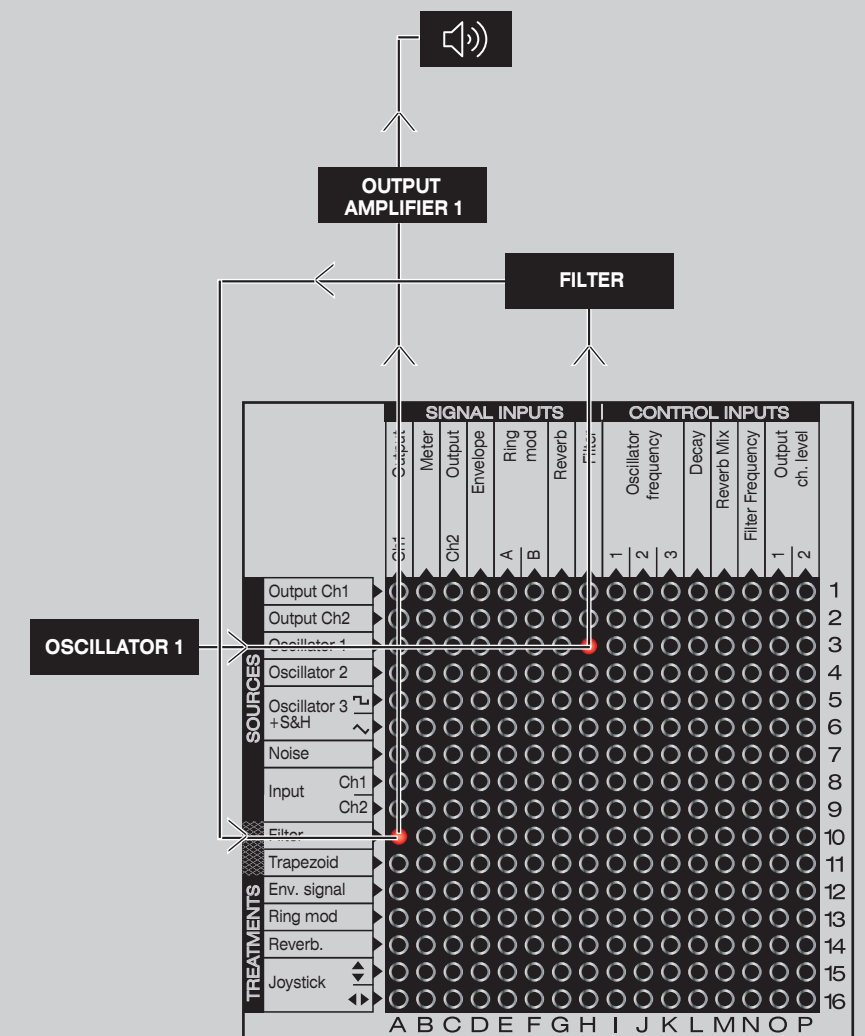 OUTPUT
AMPLIFIER 1
FILTER
SIGNAL INPUTS
CONTROL INPUTS
Output
Ch1
Meter
Output
Ch2
Envelope
Ring
mod
A
B
Reverb
Filter
Oscillator
frequency
1
2
3
Decay
Reverb Mix
Filter Frequency
Output
ch. level
1
2
OSCILLATOR 1
SOURCES
Output Ch1
Output Ch2
Oscillator 1
Oscillator 2
Oscillator 3
+S&H
Noise
Input
Ch1
Ch2
Filter
TREATMENTS
Trapezoid
Env. signal
Ring mod
Reverb.
Joystick
1
2
3
4
5
6
7
8
9
10
11
12
13
14
15
16
A B C D E F G H I J K L M N O P